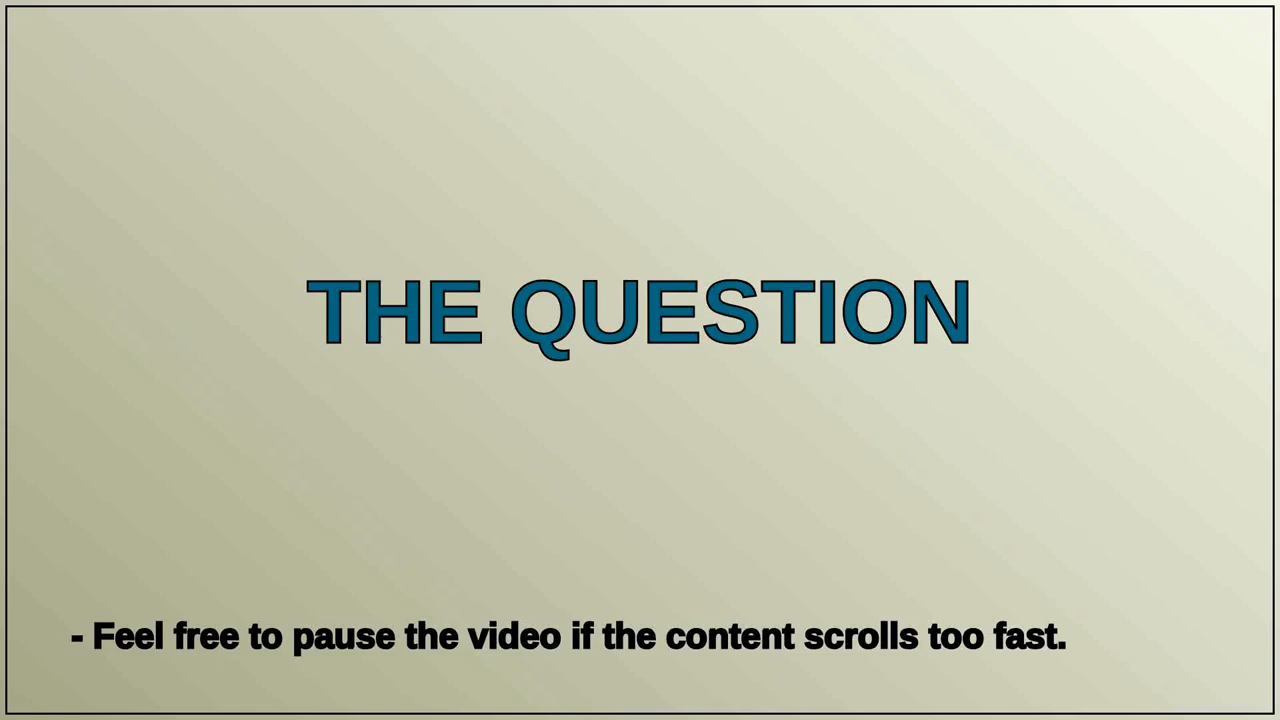 THE QUESTION
- Feel free to pause the video if the content scrolls too fast.